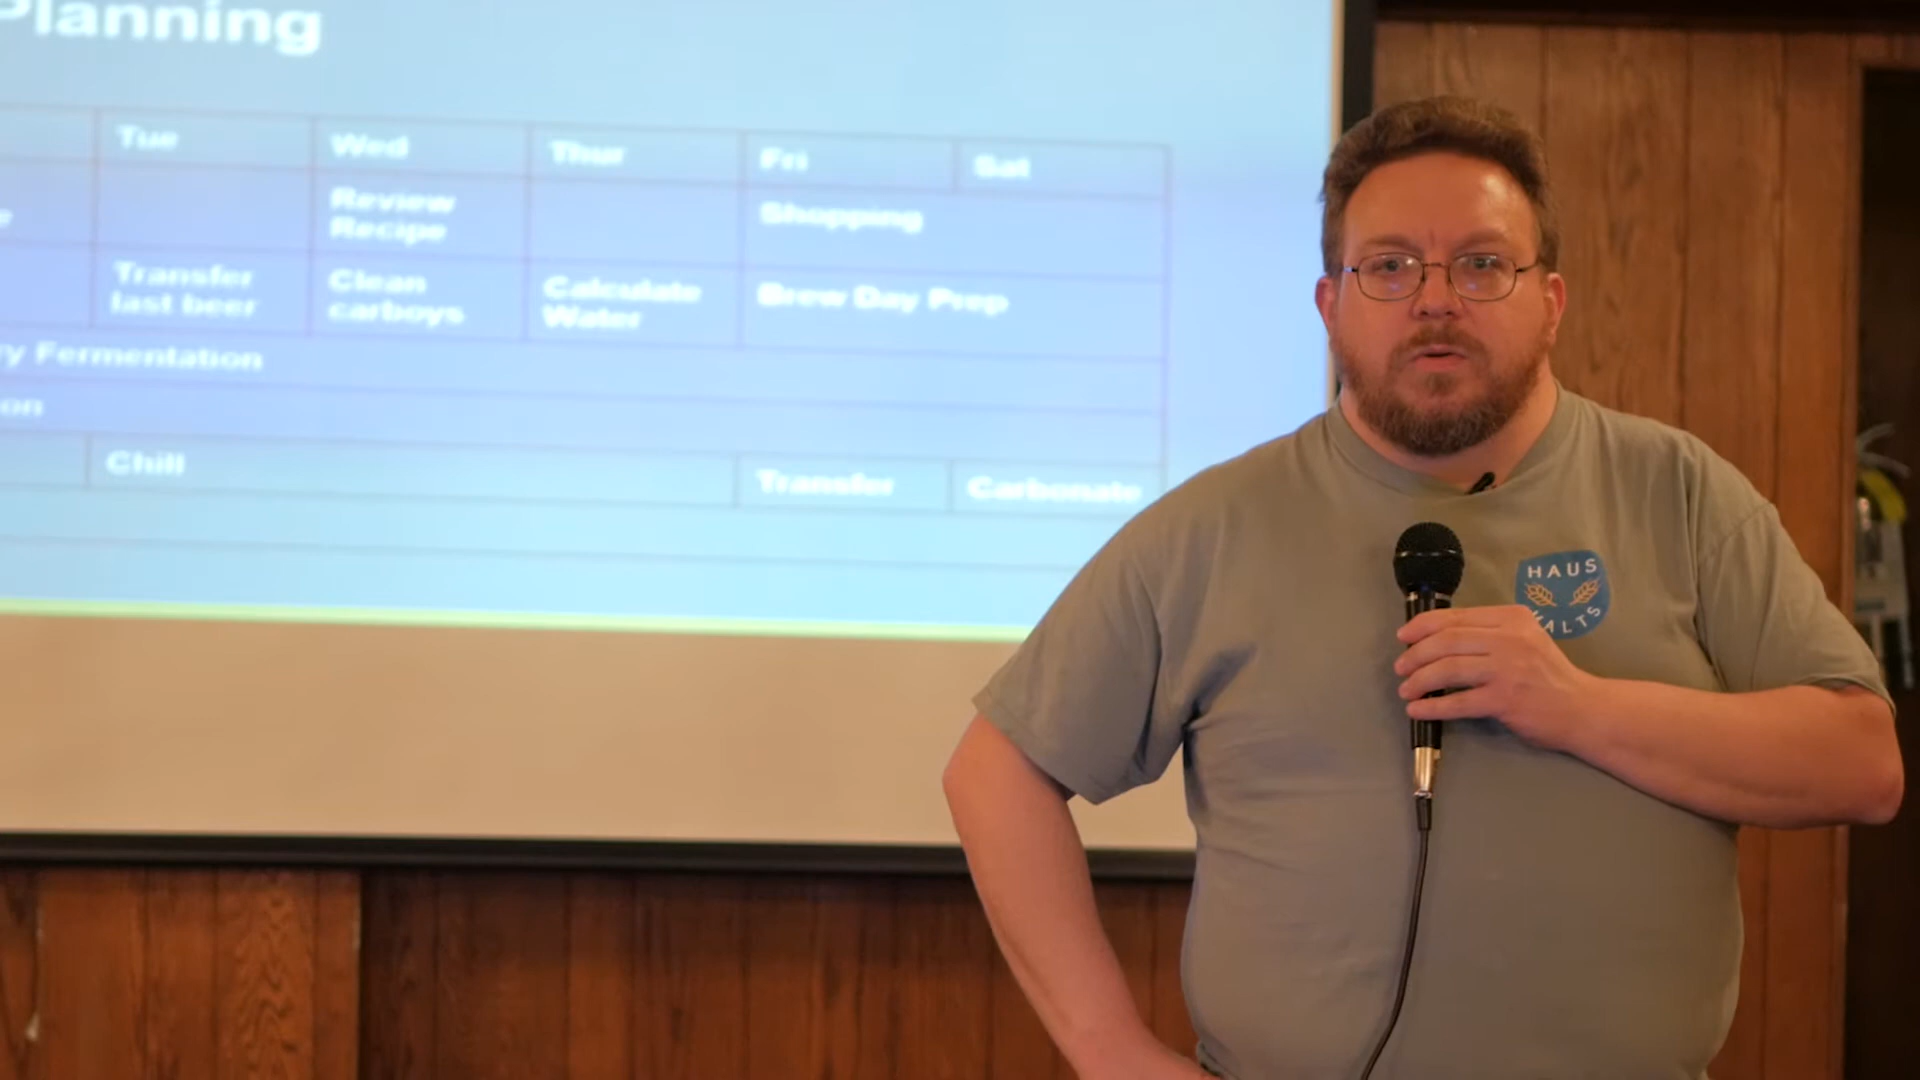 Planning
Tue Wed Thur Fri Sat
Review
Recipe
Shopping
Transfer
last beer
Clean
carboys
Calculate
Water
Brew Day Prep
y Fermentation
on
Chill
Transfer
Carbonate
HAUS
MALTS